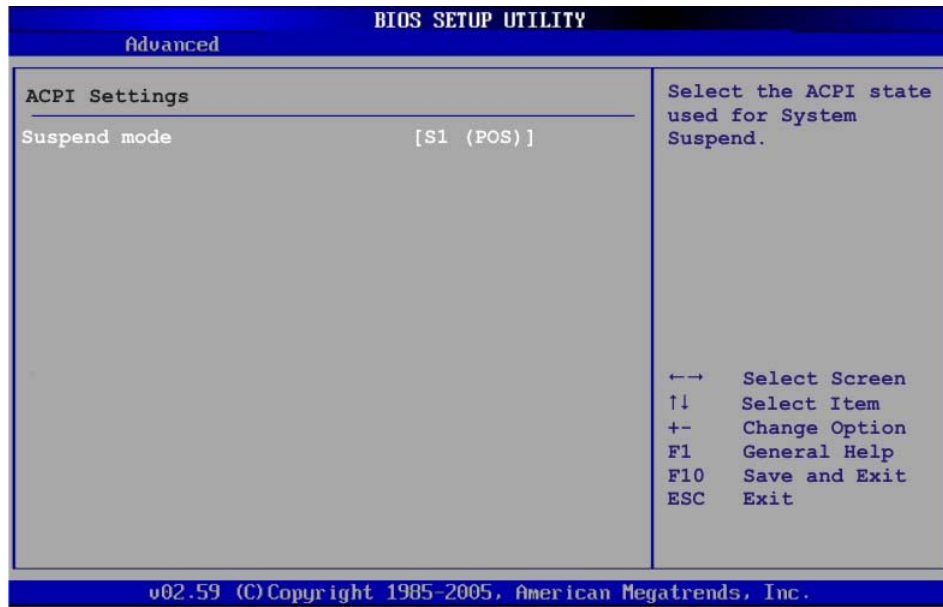 BIOS SETUP UTILITY
Advanced
ACPI Settings
Suspend mode [S1 (POS)]
Select the ACPI state
used for System
Suspend.
←→ Select Screen
↑↓ Select Item
+- Change Option
F1 General Help
F10 Save and Exit
ESC Exit
v02.59 (C)Copyright 1985-2005, American Megatrends, Inc.